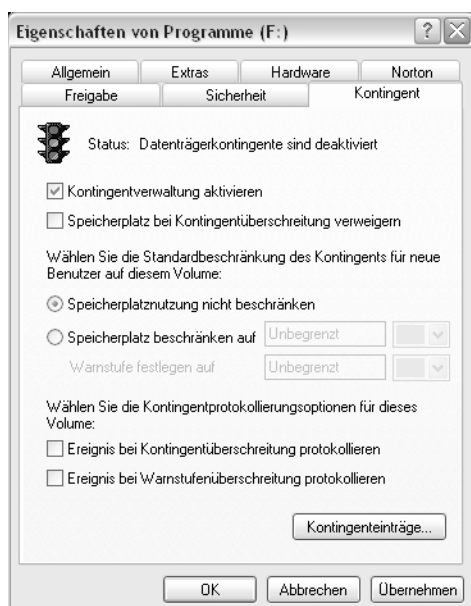 Eigenschaften von Programme (F:)
?
Allgemein Extras Hardware Norton
Freigabe Sicherheit Kontingent
Status: Datenträgerkontingente sind deaktiviert
Kontingentverwaltung aktivieren
Speicherplatz bei Kontingentüberschreitung verweigern
Wählen Sie die Standardbeschränkung des Kontingents für neue
Benutzer auf diesem Volume:
Speicherplatznutzung nicht beschränken
Speicherplatz beschränken auf Unbegrenzt
Warnstufe festlegen auf Unbegrenzt
Wählen Sie die Kontingentprotokollierungsoptionen für dieses
Volume:
Ereignis bei Kontingentüberschreitung protokollieren
Ereignis bei Warnstufenüberschreitung protokollieren
Kontingenteinträge...
OK Abbrechen Übernehmen